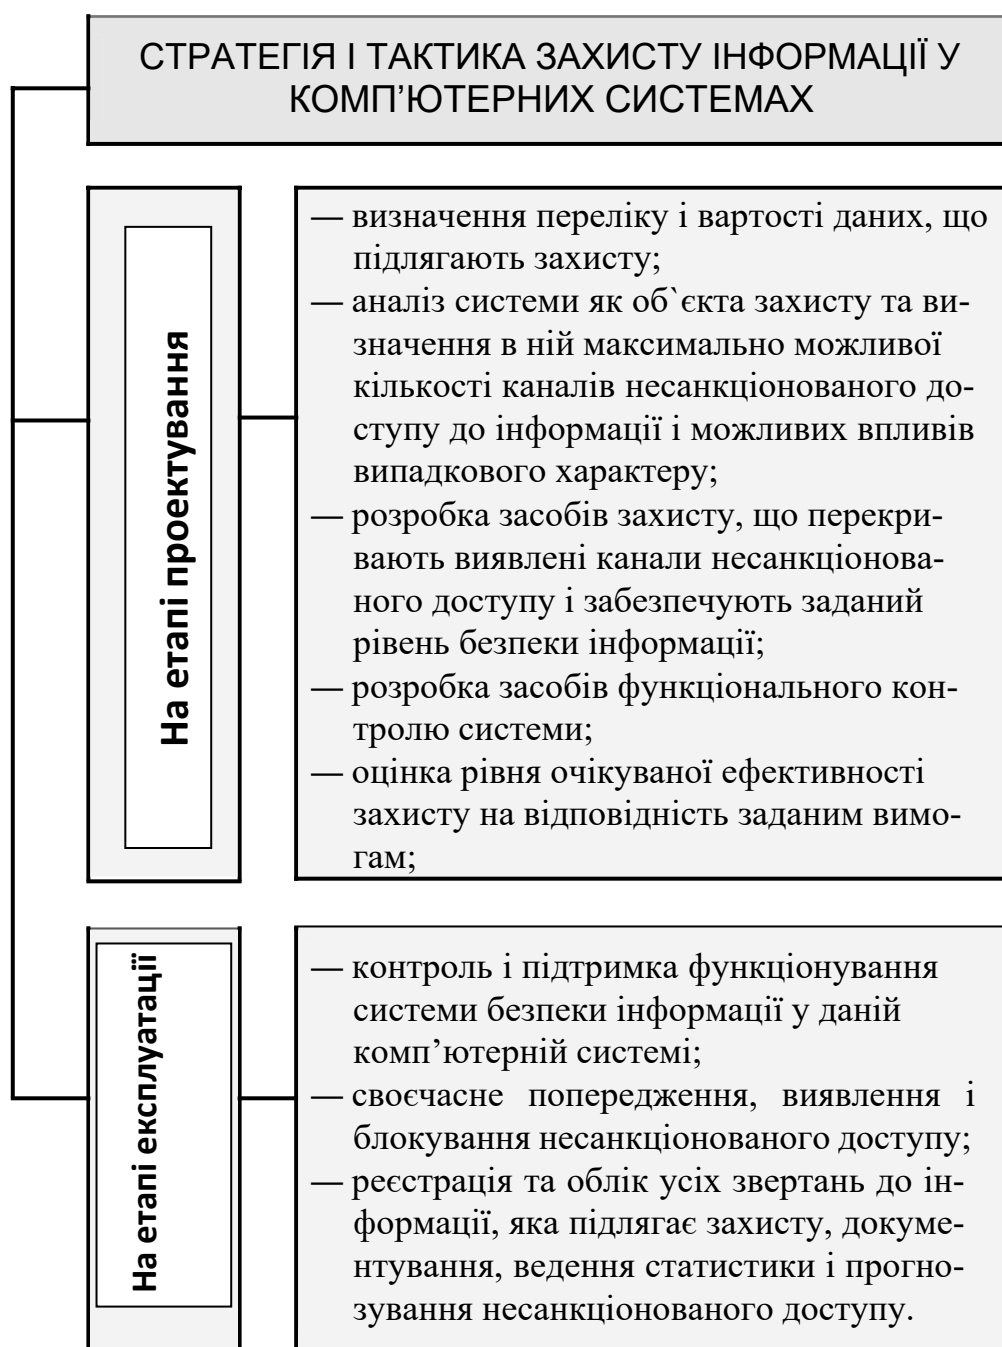 СТРАТЕГІЯ І ТАКТИКА ЗАХИСТУ ІНФОРМАЦІЇ У
КОМП’ЮТЕРНИХ СИСТЕМАХ
На етапі проектування
— визначення переліку і вартості даних, що
підлягають захисту;
— аналіз системи як об`єкта захисту та ви-
значення в ній максимально можливої
кількості каналів несанкціонованого до-
ступу до інформації і можливих впливів
випадкового характеру;
— розробка засобів захисту, що перекри-
вають виявлені канали несанкціонова-
ного доступу і забезпечують заданий
рівень безпеки інформації;
— розробка засобів функціонального кон-
тролю системи;
— оцінка рівня очікуваної ефективності
захисту на відповідність заданим вимо-
гам;
На етапі експлуатації
— контроль і підтримка функціонування
системи безпеки інформації у даній
комп’ютерній системі;
— своєчасне попередження, виявлення і
блокування несанкціонованого доступу;
— реєстрація та облік усіх звертань до ін-
формації, яка підлягає захисту, докуме-
нтування, ведення статистики і прогно-
зування несанкціонованого доступу.